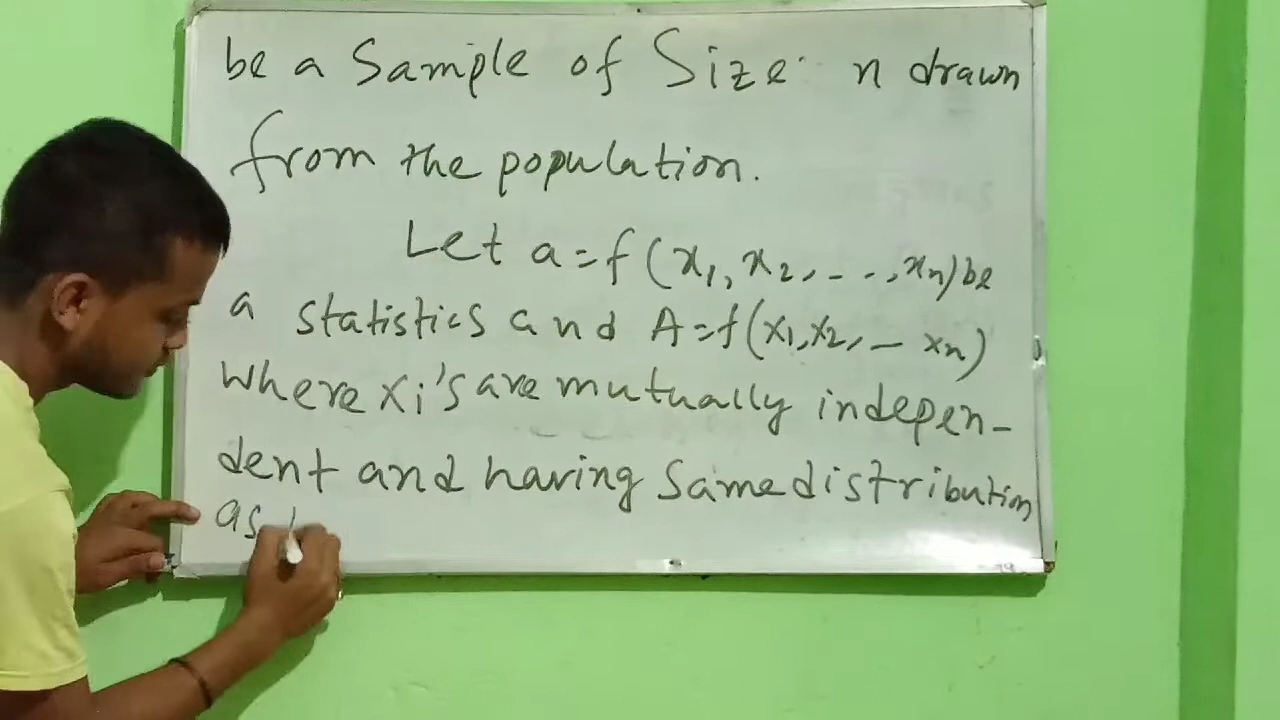 be a Sample of Size n drawn
from the population.
Let a=f(x₁, x₂, - - -, xn) be
a statistics and A=f(X₁, X₂, - Xn)
where Xi's are mutually indepen-
dent and having same distribution
as